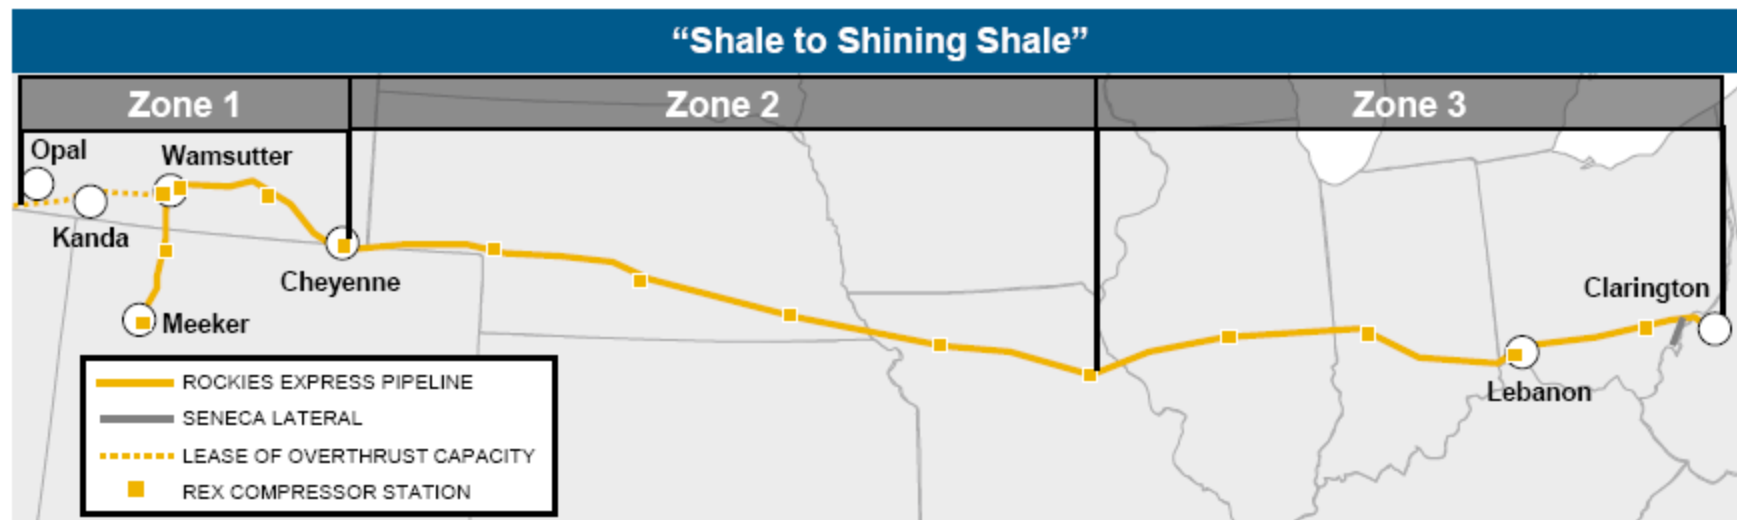 “Shale to Shining Shale”
Zone 1
Zone 2
Zone 3
Opal
Wamsutter
Kanda
Cheyenne
Meeker
Clarington
Lebanon
ROCKIES EXPRESS PIPELINE
SENECA LATERAL
LEASE OF OVERTHRUST CAPACITY
REX COMPRESSOR STATION